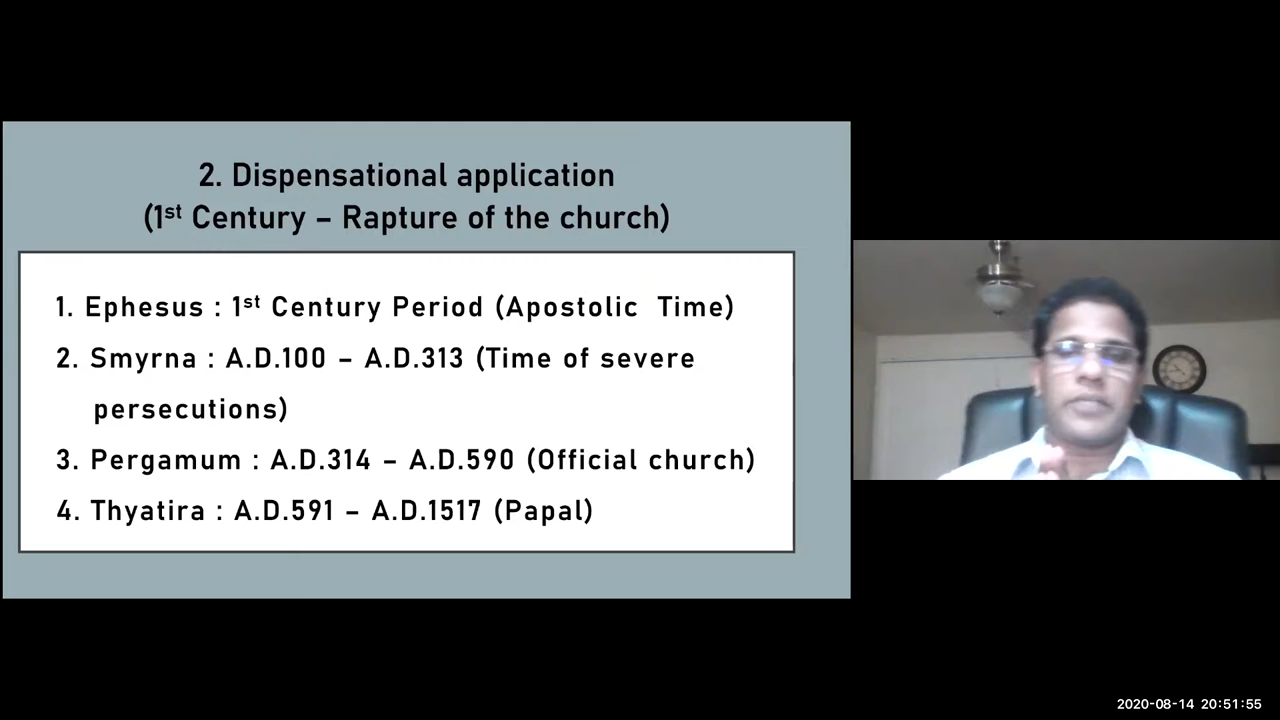 2. Dispensational application
(1st Century – Rapture of the church)
1. Ephesus : 1st Century Period (Apostolic Time)
2. Smyrna : A.D.100 – A.D.313 (Time of severe
persecutions)
3. Pergamum : A.D.314 – A.D.590 (Official church)
4. Thyatira : A.D.591 – A.D.1517 (Papal)
2020-08-14 20:51:55